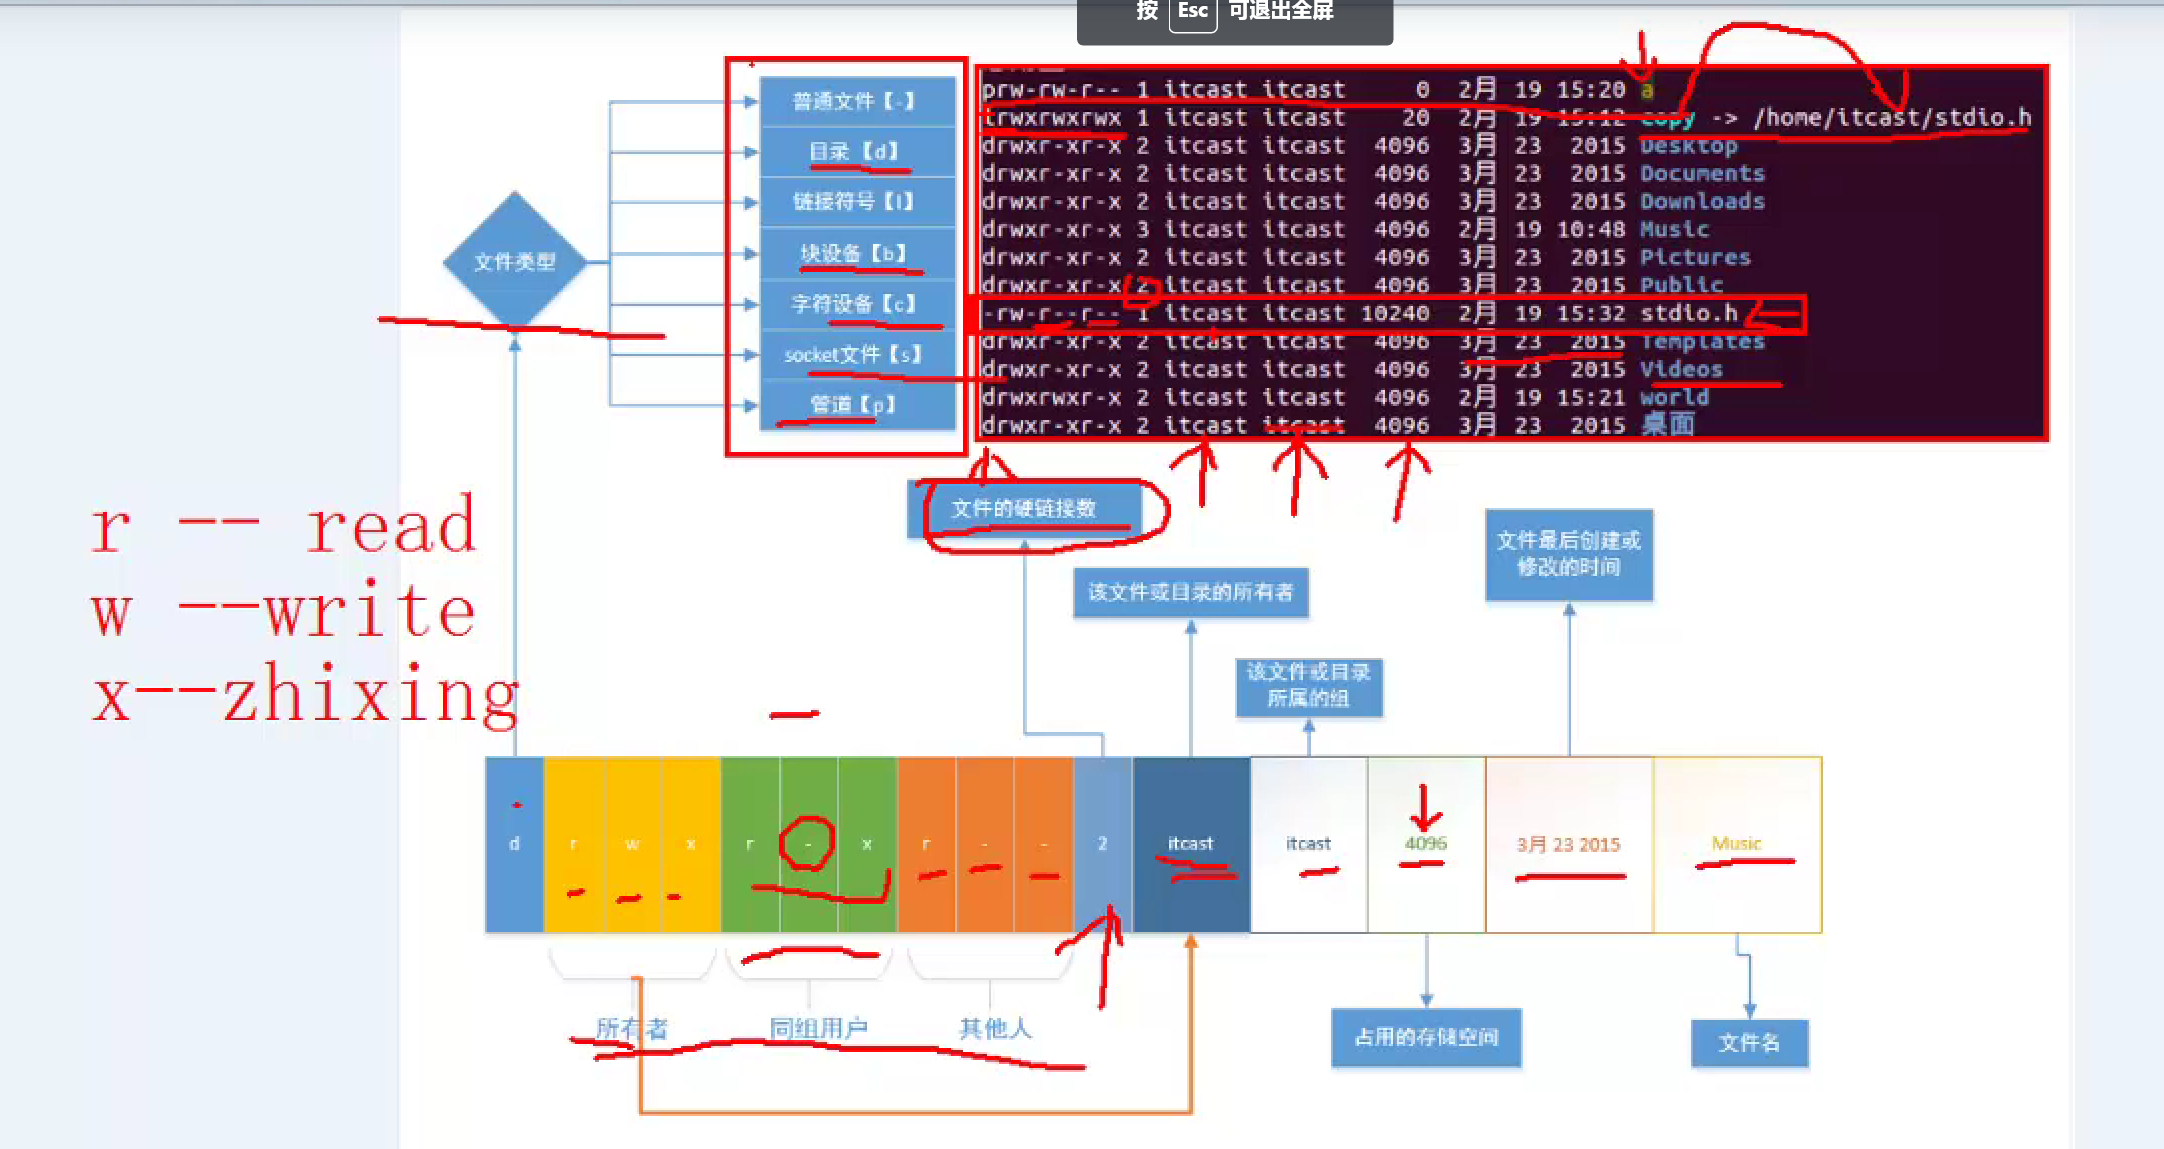 按 Esc 可退出全屏
普通文件【-】
目录【d】
链接符号【l】
块设备【b】
字符设备【c】
socket文件【s】
管道【p】
文件类型
prw-rw-r-- 1 itcast itcast 0 2月 19 15:20 a
lrwxrwxrwx 1 itcast itcast 20 2月 19 15:12 copy -> /home/itcast/stdio.h
drwxr-xr-x 2 itcast itcast 4096 3月 23 2015 Desktop
drwxr-xr-x 2 itcast itcast 4096 3月 23 2015 Documents
drwxr-xr-x 2 itcast itcast 4096 3月 23 2015 Downloads
drwxr-xr-x 3 itcast itcast 4096 2月 19 10:48 Music
drwxr-xr-x 2 itcast itcast 4096 3月 23 2015 Pictures
drwxr-xr-x 2 itcast itcast 4096 3月 23 2015 Public
-rw-r--r-- 1 itcast itcast 10240 2月 19 15:32 stdio.h
drwxr-xr-x 2 itcast itcast 4096 3月 23 2015 Templates
drwxr-xr-x 2 itcast itcast 4096 3月 23 2015 Videos
drwxrwxr-x 2 itcast itcast 4096 2月 19 15:21 world
drwxr-xr-x 2 itcast itcast 4096 3月 23 2015 桌面
r -- read
w --write
x--zhixing
文件的硬链接数
该文件或目录的所有者
该文件或目录
所属的组
文件最后创建或
修改的时间
d r w x r - x r - - 2 itcast itcast 4096 3月 23 2015 Music
所有者 同组用户 其他人
占用的存储空间
文件名